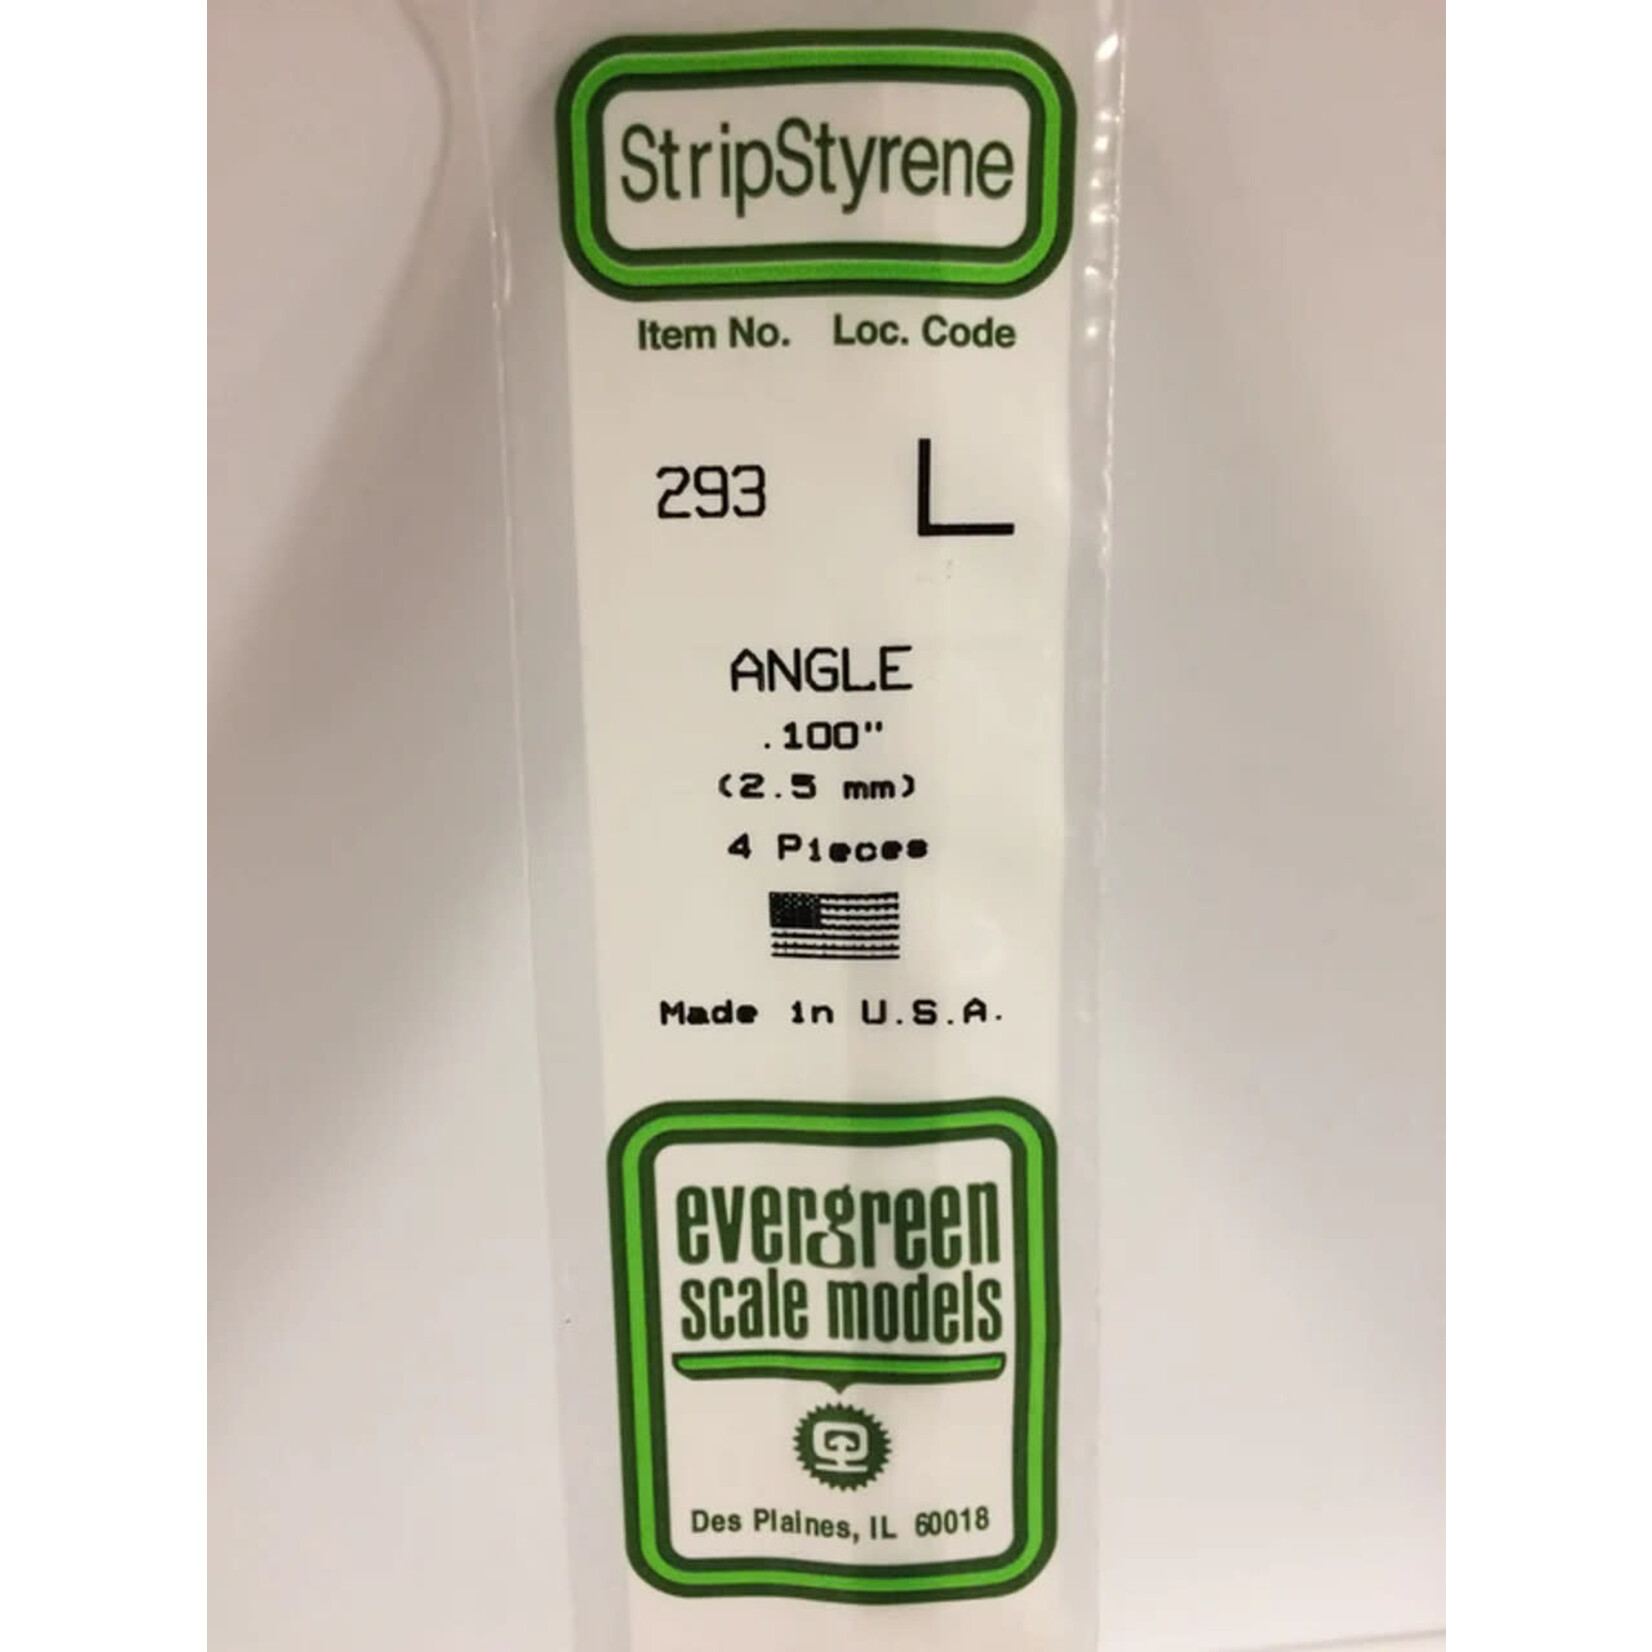 StripStyrene
Item No. Loc. Code
293 L
ANGLE
.100"
(2.5 mm)
4 Pieces
Made in U.S.A.
evergreen
scale models
Des Plaines, IL 60018